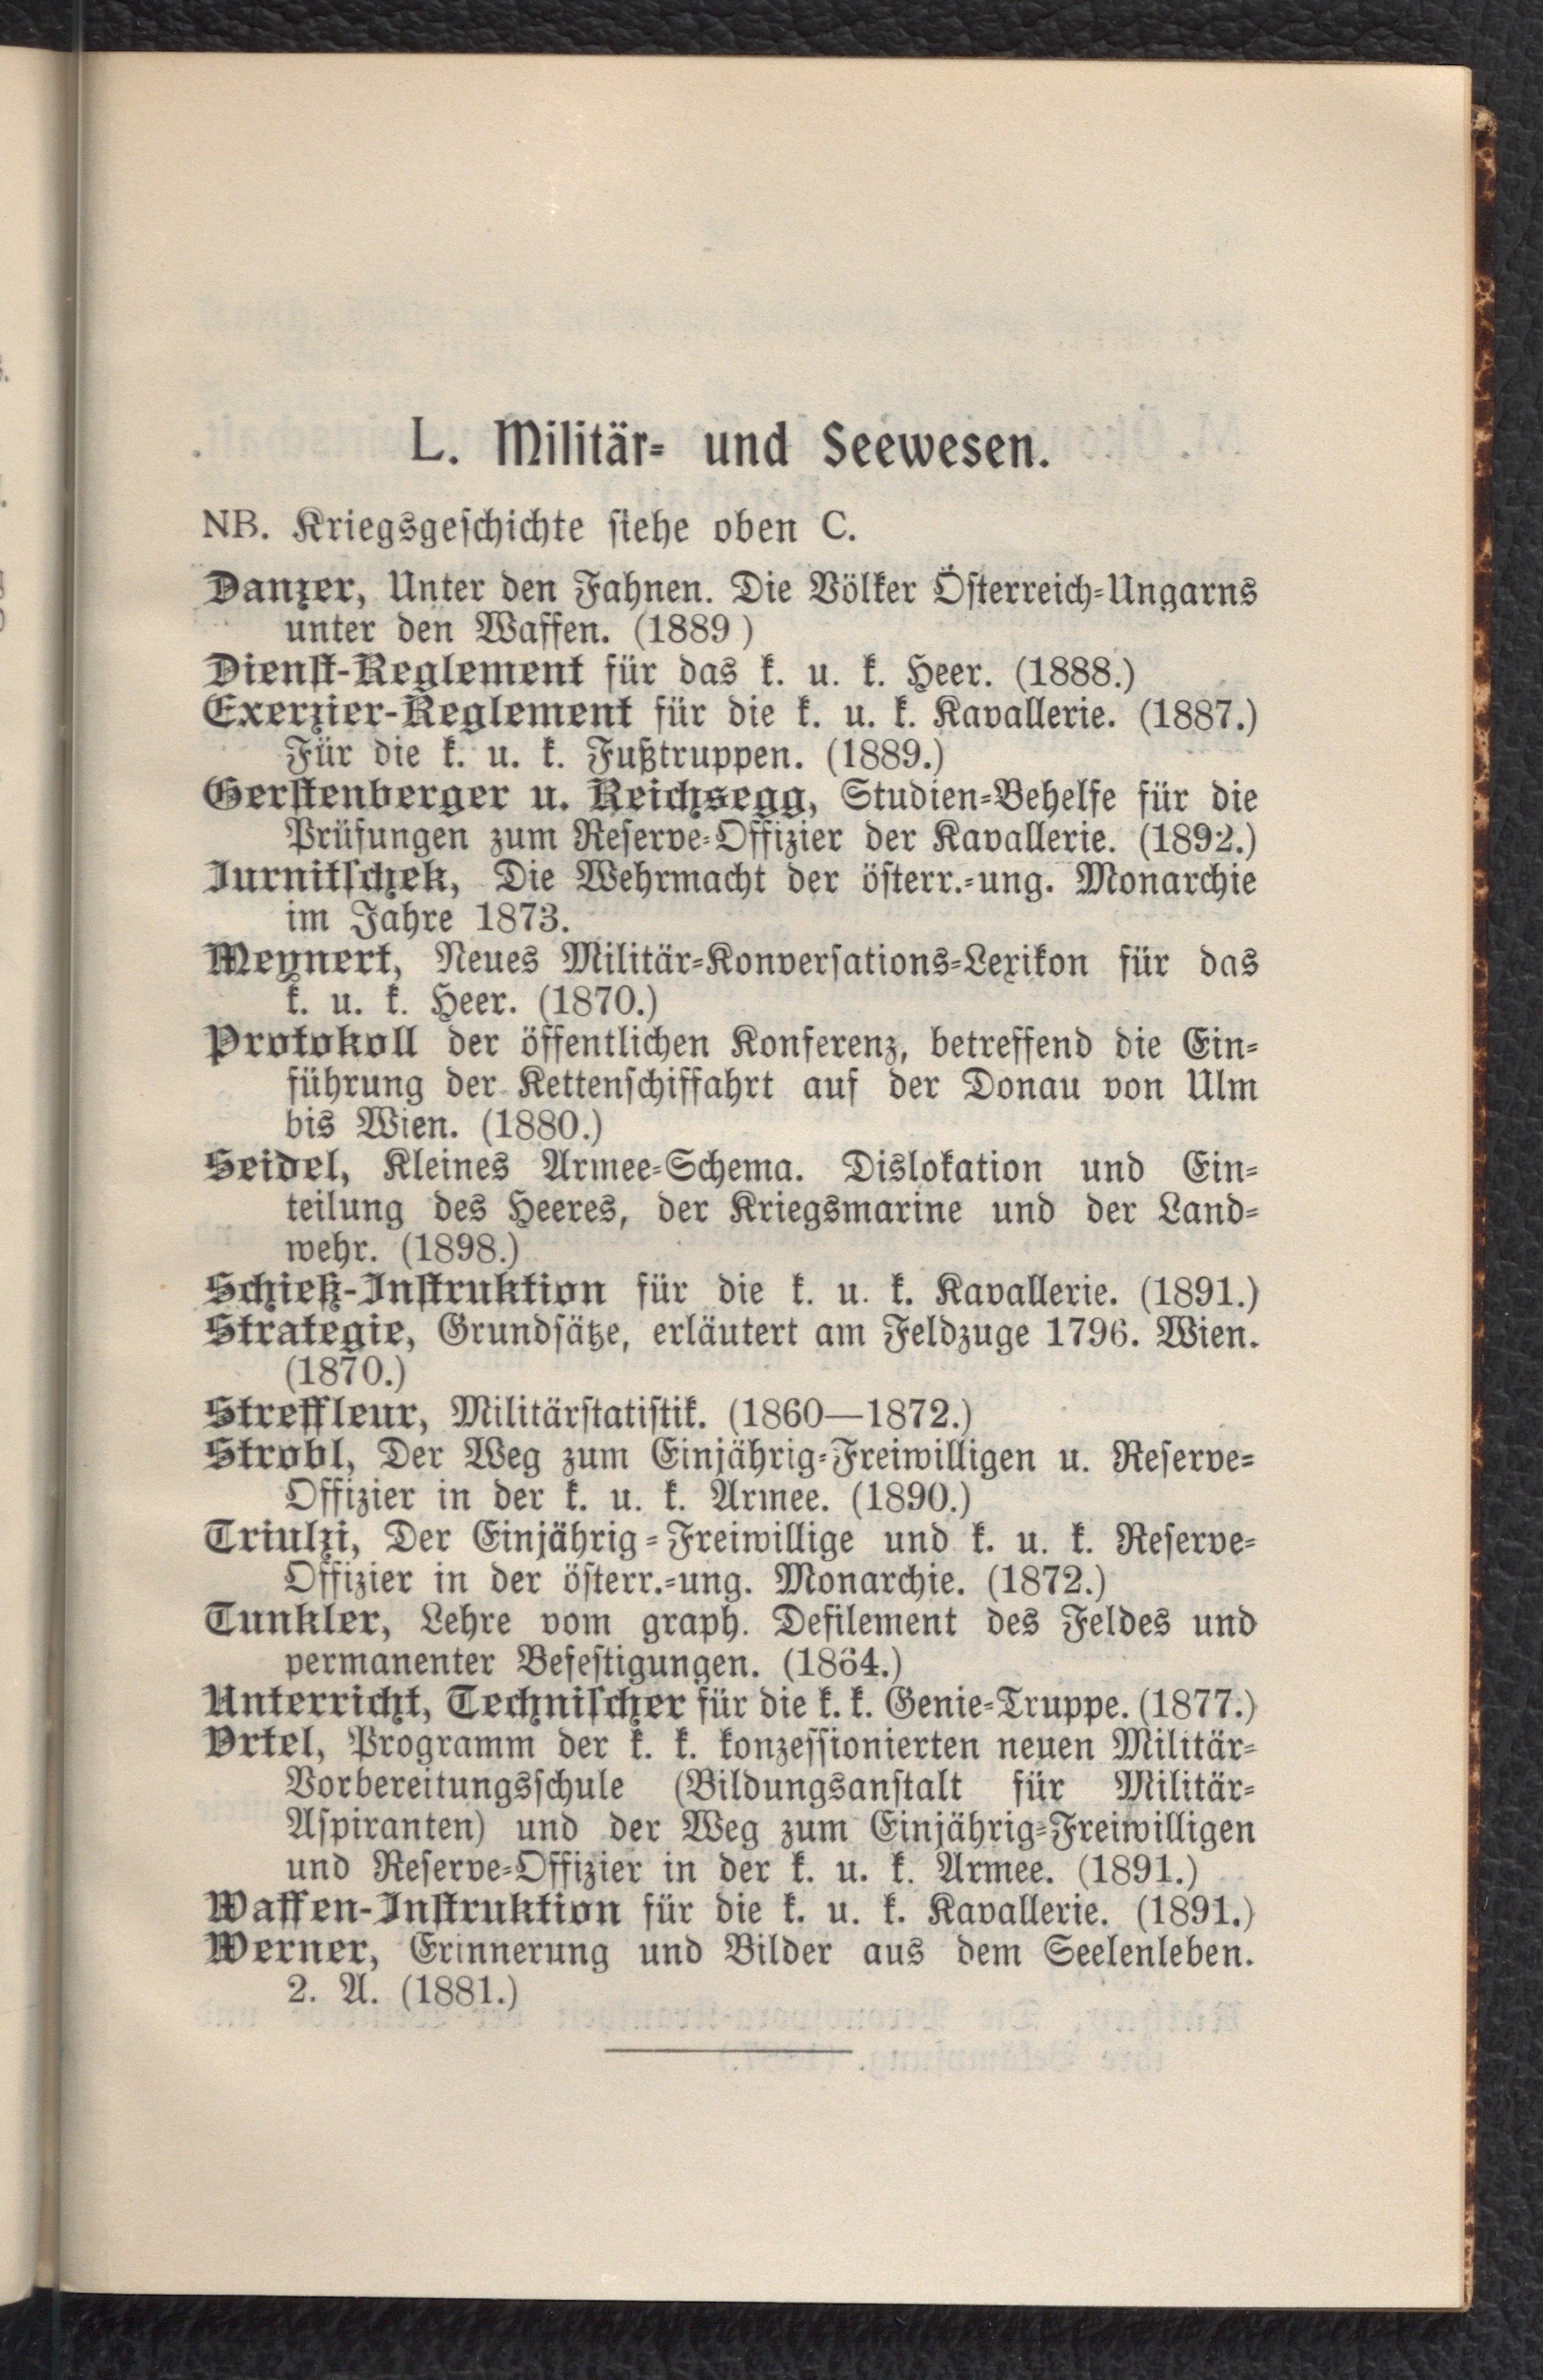 L. Militär- und Seewesen.
NB. Kriegsgeschichte siehe oben C.
Danzer, Unter den Fahnen. Die Völker Österreich-Ungarns
unter den Waffen. (1889)
Dienst-Reglement für das k. u. k. Heer. (1888.)
Exerzier-Reglement für die k. u. k. Kavallerie. (1887.)
Für die k. u. k. Fußtruppen. (1889.)
Gerstenberger u. Reichsegg, Studien-Behelfe für die
Prüfungen zum Reserve-Offizier der Kavallerie. (1892.)
Jurnitschek, Die Wehrmacht der österr.-ung. Monarchie
im Jahre 1873.
Meynert, Neues Militär-Konversations-Lexikon für das
k. u. k. Heer. (1870.)
Protokoll der öffentlichen Konferenz, betreffend die Ein-
führung der Kettenschiffahrt auf der Donau von Ulm
bis Wien. (1880.)
Seidel, Kleines Armee-Schema. Dislokation und Ein-
teilung des Heeres, der Kriegsmarine und der Land-
wehr. (1898.)
Schieß-Instruktion für die k. u. k. Kavallerie. (1891.)
Strategie, Grundsätze, erläutert am Feldzuge 1796. Wien.
(1870.)
Streffleur, Militärstatistik. (1860—1872.)
Strobl, Der Weg zum Einjährig-Freiwilligen u. Reserve-
Offizier in der k. u. k. Armee. (1890.)
Triulzi, Der Einjährig-Freiwillige und k. u. k. Reserve-
Offizier in der österr.-ung. Monarchie. (1872.)
Tunkler, Lehre vom graph. Defilement des Feldes und
permanenter Befestigungen. (1864.)
Unterricht, Technischer für die k. k. Genie-Truppe. (1877.)
Vrtel, Programm der k. k. konzessionierten neuen Militär-
Vorbereitungsschule (Bildungsanstalt für Militär-
Aspiranten) und der Weg zum Einjährig-Freiwilligen
und Reserve-Offizier in der k. u. k. Armee. (1891.)
Waffen-Instruktion für die k. u. k. Kavallerie. (1891.)
Werner, Erinnerung und Bilder aus dem Seelenleben.
2. A. (1881.)